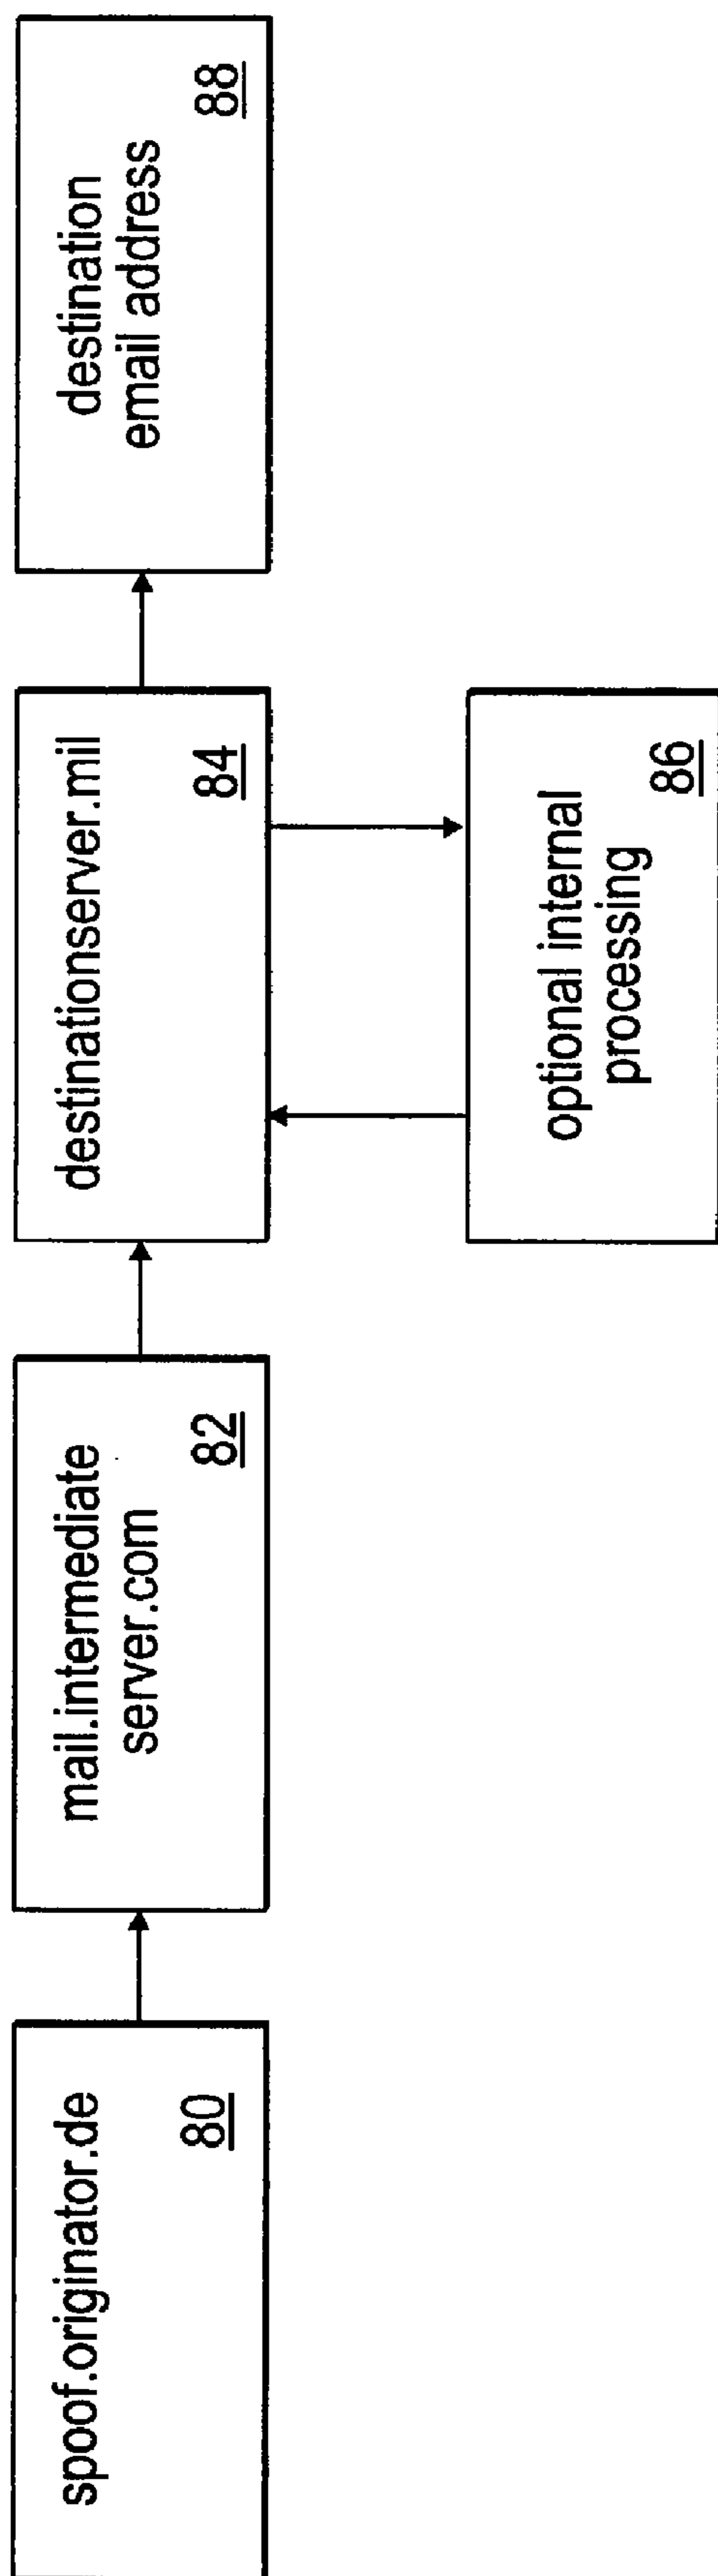 spoof.originator.de
80
mail.intermediate
server.com
82
destinationserver.mil
84
optional internal
processing
86
destination
email address
88